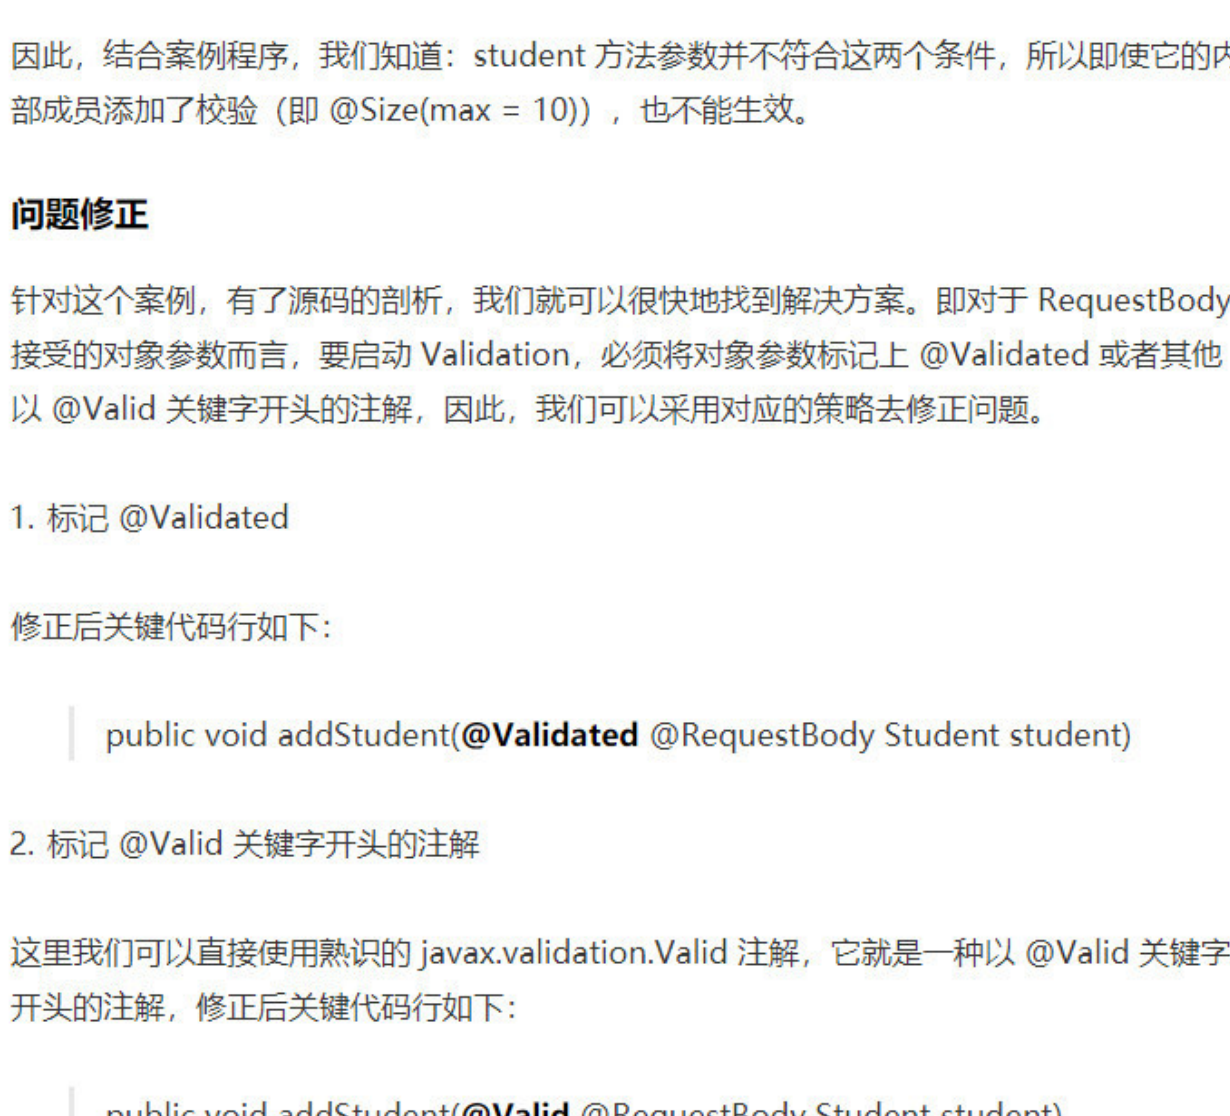 因此，结合案例程序，我们知道：student 方法参数并不符合这两个条件，所以即使它的内
部成员添加了校验（即 @Size(max = 10)），也不能生效。
问题修正
针对这个案例，有了源码的剖析，我们就可以很快地找到解决方案。即对于 RequestBody
接受的对象参数而言，要启动 Validation，必须将对象参数标记上 @Validated 或者其他
以 @Valid 关键字开头的注解，因此，我们可以采用对应的策略去修正问题。
1. 标记 @Validated
修正后关键代码行如下：
public void addStudent(@Validated @RequestBody Student student)
2. 标记 @Valid 关键字开头的注解
这里我们可以直接使用熟识的 javax.validation.Valid 注解，它就是一种以 @Valid 关键字
开头的注解，修正后关键代码行如下：
public void addStudent(@Valid @RequestBody Student student)